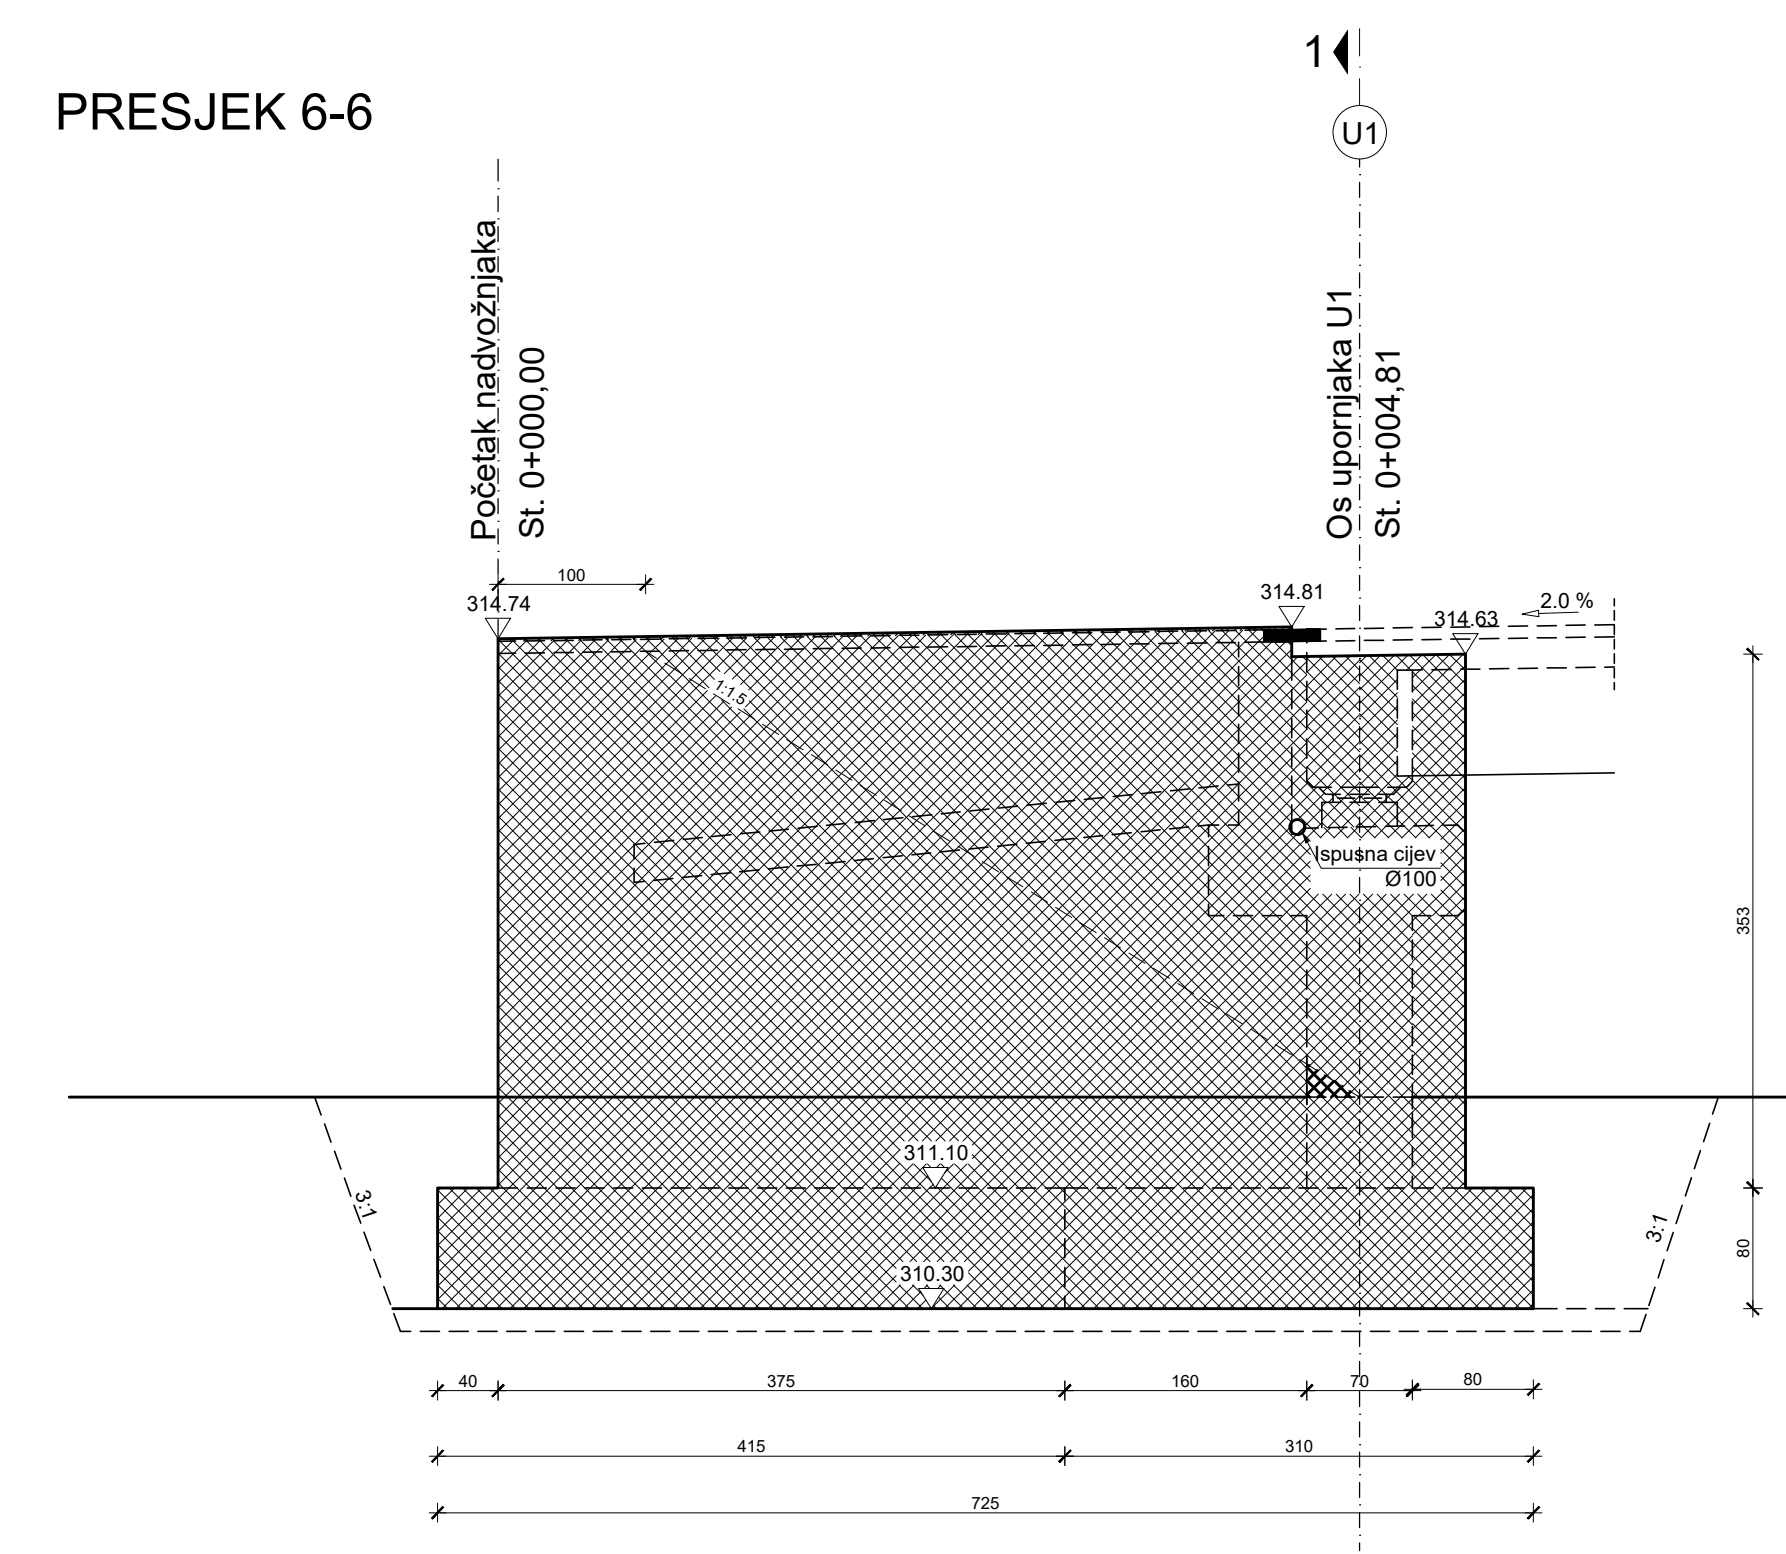 1
PRESJEK 6-6
U1
Početak nadvožnjaka
St. 0+000,00
Os upornjaka U1
St. 0+004,81
100
314.74
314.81
2.0 %
314.63
1:1.5
Ispusna cijev
Ø100
353
311.10
3:1
3:1
310.30
80
40
375
160
70
80
415
310
725